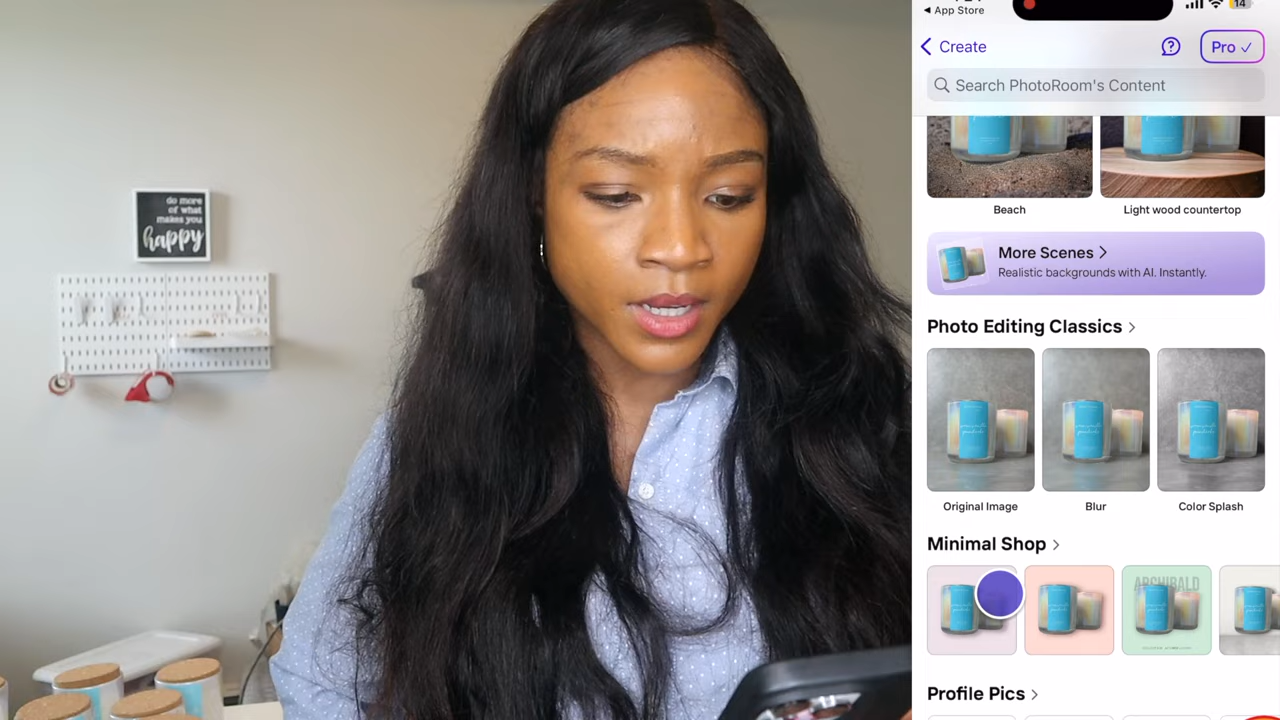 do more
of what
makes you
happy
App Store
14
Create
Pro
Search PhotoRoom's Content
Beach
Light wood countertop
More Scenes
Realistic backgrounds with AI. Instantly.
Photo Editing Classics
Original Image
Blur
Color Splash
Minimal Shop
ARCHIBALD
Profile Pics